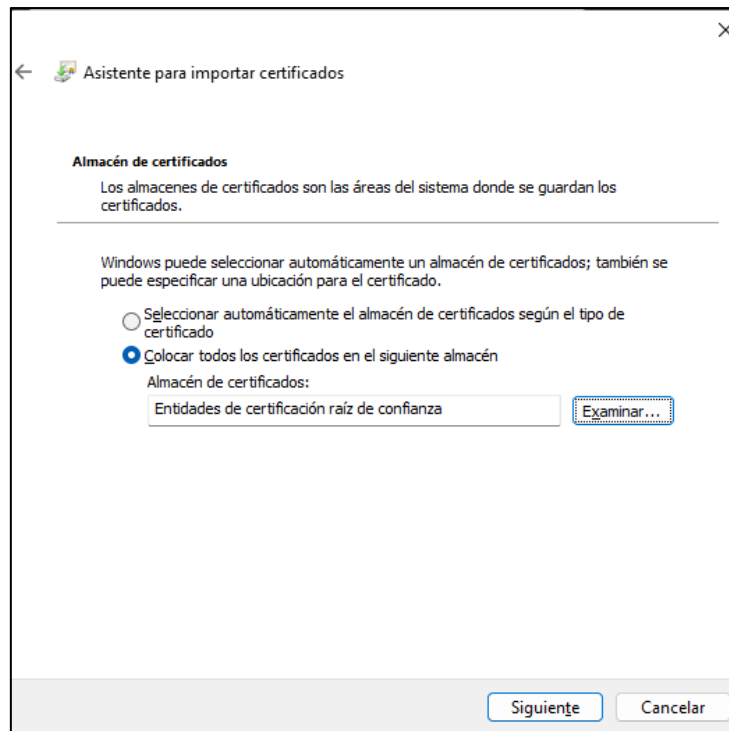 Asistente para importar certificados
Almacén de certificados
Los almacenes de certificados son las áreas del sistema donde se guardan los
certificados.
Windows puede seleccionar automáticamente un almacén de certificados; también se
puede especificar una ubicación para el certificado.
Seleccionar automáticamente el almacén de certificados según el tipo de
certificado
Colocar todos los certificados en el siguiente almacén
Almacén de certificados:
Entidades de certificación raíz de confianza
Examinar...
Siguiente
Cancelar